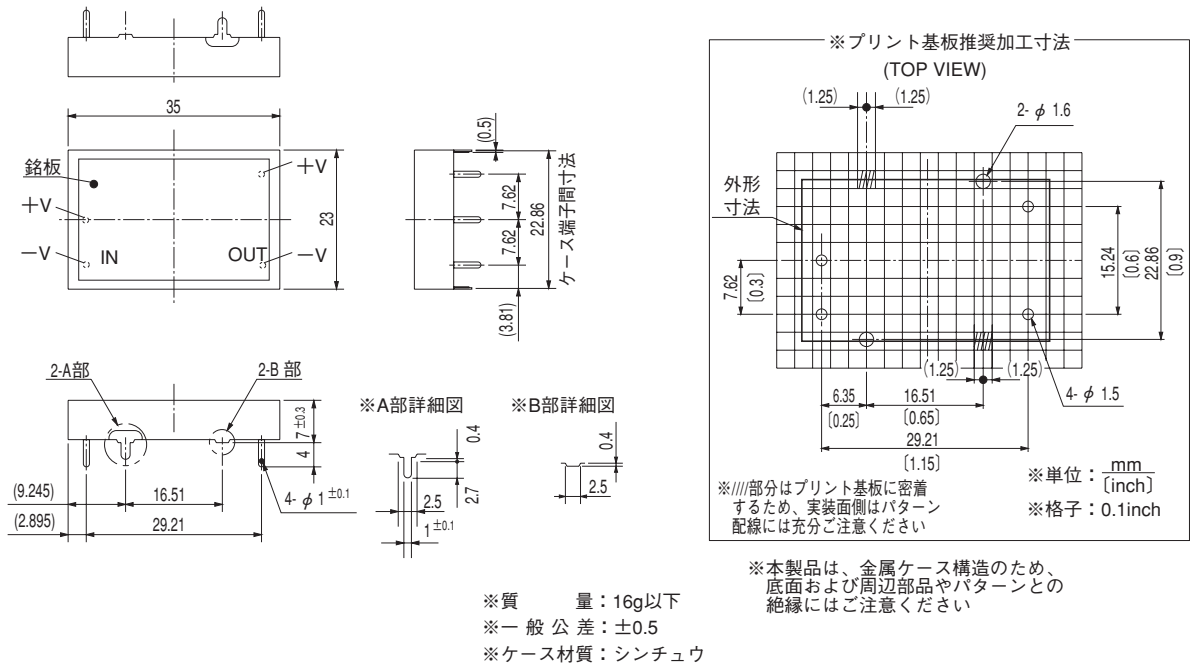 35
銘板
+V
+V
−V
IN
OUT
−V
23
(0.5)
7.62
7.62
22.86
(3.81)
ケース端子間寸法
2-A部
2-B 部
7±0.3
4
(9.245)
16.51
4- φ 1±0.1
(2.895)
29.21
※A部詳細図
0.4
2.5
2.7
1±0.1
※B部詳細図
0.4
2.5
※質　　量：16g以下
※一 般 公 差：±0.5
※ケース材質：シンチュウ
※プリント基板推奨加工寸法
(TOP VIEW)
(1.25)
(1.25)
2- φ 1.6
外形
寸法
7.62
[0.3]
15.24
[0.6]
22.86
[0.9]
(1.25)
(1.25)
6.35
[0.25]
16.51
[0.65]
4- φ 1.5
29.21
[1.15]
※////部分はプリント基板に密着
するため、実装面側はパターン
配線には充分ご注意ください
※単位：mm
[inch]
※格子：0.1inch
※本製品は、金属ケース構造のため、
底面および周辺部品やパターンとの
絶縁にはご注意ください